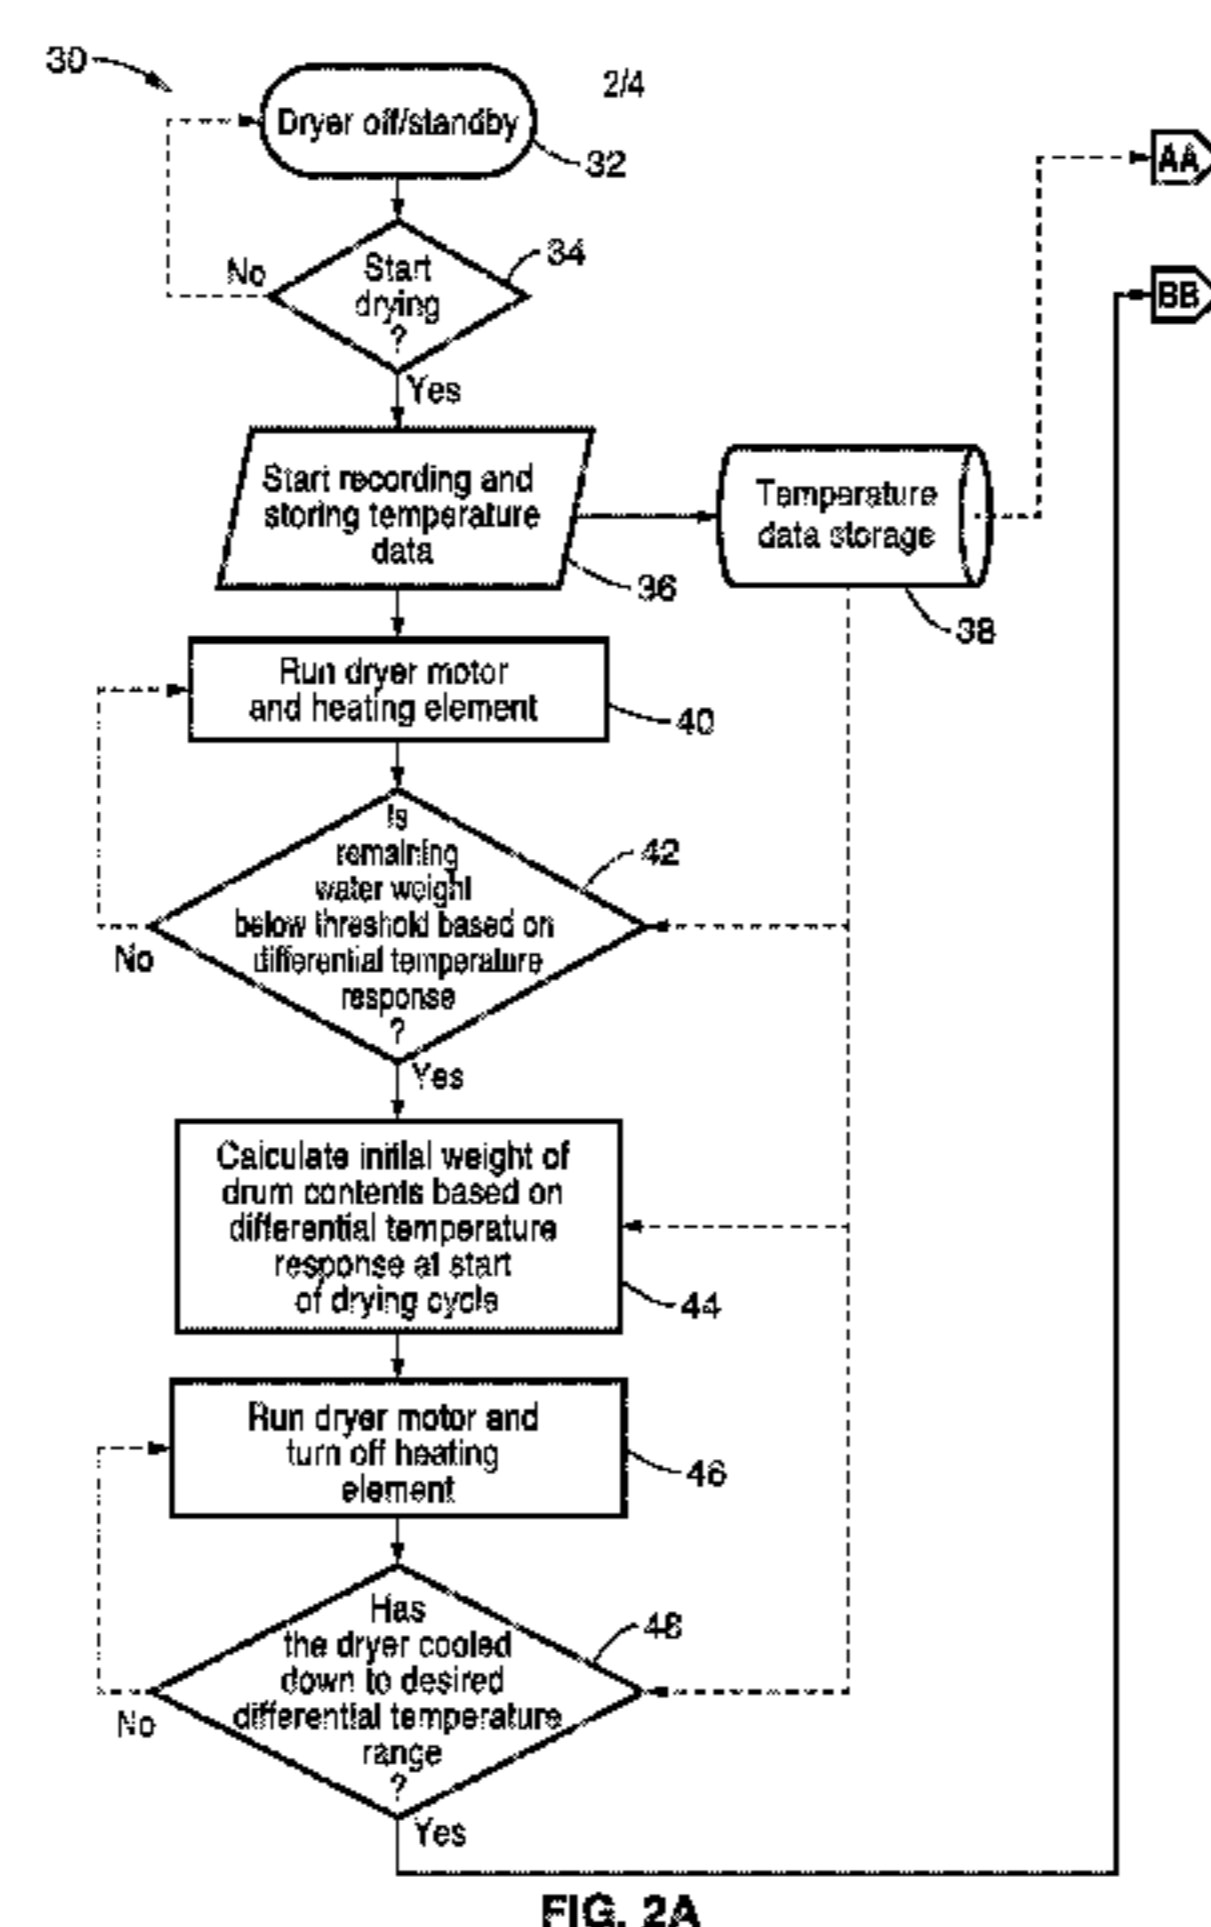 30
2/4
Dryer off/standby
32
AA
34
No
Start
drying
?
BB
Yes
Start recording and
storing temperature
data
36
Temperature
data storage
38
Run dryer motor
and heating element
40
Is
remaining
water weight
below threshold based on
differential temperature
response
?
42
No
Yes
Calculate initial weight of
drum contents based on
differential temperature
response at start
of drying cycle
44
Run dryer motor and
turn off heating
element
46
Has
the dryer cooled
down to desired
differential temperature
range
?
48
No
Yes
FIG. 2A